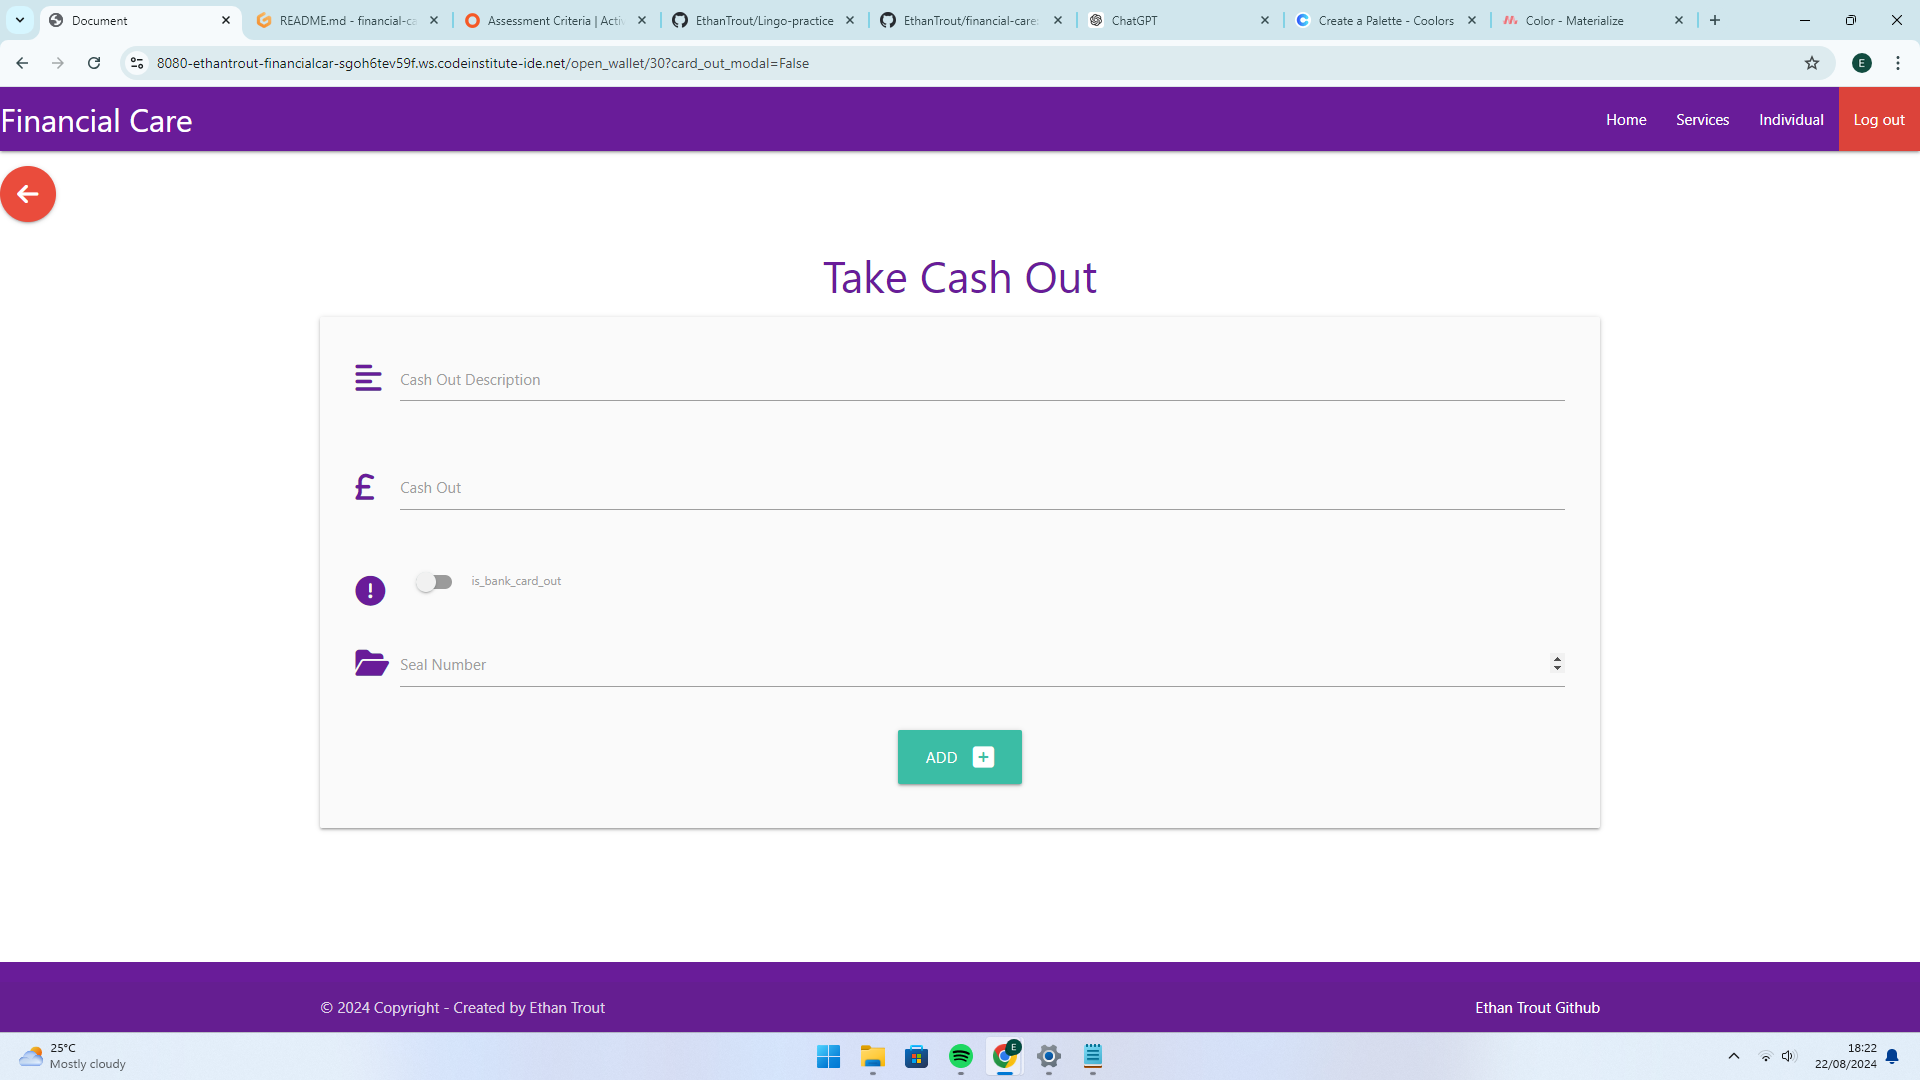 Document
README.md - financial-ca
Assessment Criteria | Activ
EthanTrout/Lingo-practice
EthanTrout/financial-care:
ChatGPT
Create a Palette - Coolors
Color - Materialize
8080-ethantrout-financialcar-sgoh6tev59f.ws.codeinstitute-ide.net/open_wallet/30?card_out_modal=False
E
Financial Care
Home
Services
Individual
Log out
Take Cash Out
Cash Out Description
£
Cash Out
is_bank_card_out
Seal Number
ADD
© 2024 Copyright - Created by Ethan Trout
Ethan Trout Github
25°C
Mostly cloudy
E
18:22
22/08/2024